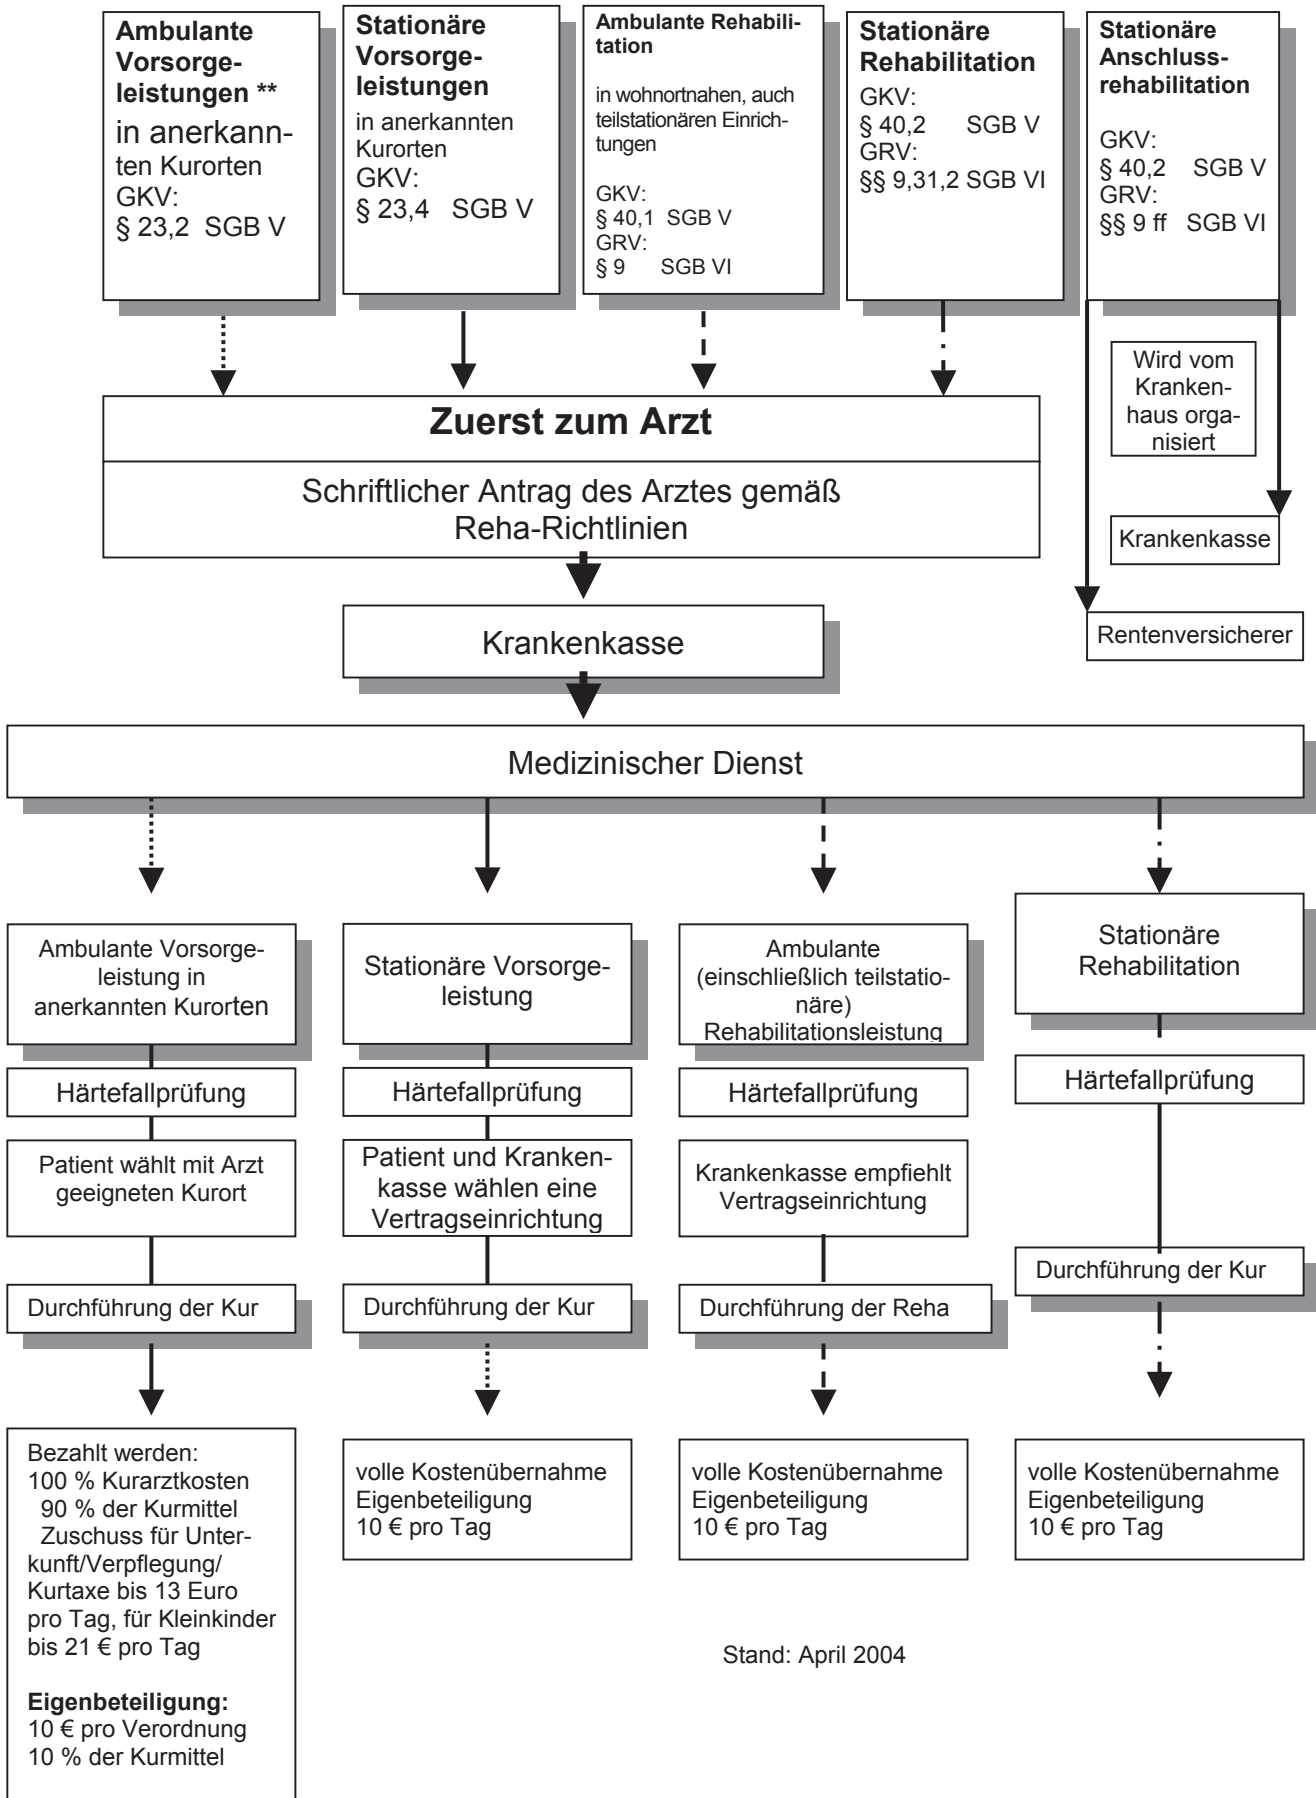 Ambulante
Vorsorge-
leistungen **
in anerkann-
ten Kurorten
GKV:
§ 23,2 SGB V
Stationäre
Vorsorge-
leistungen
in anerkannten
Kurorten
GKV:
§ 23,4 SGB V
Ambulante Rehabili-
tation
in wohnortnahen, auch
teilstationären Einrich-
tungen
GKV:
§ 40,1 SGB V
GRV:
§ 9 SGB VI
Stationäre
Rehabilitation
GKV:
§ 40,2 SGB V
GRV:
§§ 9,31,2 SGB VI
Stationäre
Anschluss-
rehabilitation
GKV:
§ 40,2 SGB V
GRV:
§§ 9 ff SGB VI
Wird vom
Kranken-
haus orga-
nisiert
Zuerst zum Arzt
Schriftlicher Antrag des Arztes gemäß
Reha-Richtlinien
Krankenkasse
Rentenversicherer
Krankenkasse
Medizinischer Dienst
Ambulante Vorsorge-
leistung in
anerkannten Kurorten
Härtefallprüfung
Patient wählt mit Arzt
geeigneten Kurort
Durchführung der Kur
Bezahlt werden:
100 % Kurarztkosten
90 % der Kurmittel
Zuschuss für Unter-
kunft/Verpflegung/
Kurtaxe bis 13 Euro
pro Tag, für Kleinkinder
bis 21 € pro Tag
Eigenbeteiligung:
10 € pro Verordnung
10 % der Kurmittel
Stationäre Vorsorge-
leistung
Härtefallprüfung
Patient und Kranken-
kasse wählen eine
Vertragseinrichtung
Durchführung der Kur
volle Kostenübernahme
Eigenbeteiligung
10 € pro Tag
Ambulante
(einschließlich teilstatio-
näre)
Rehabilitationsleistung
Härtefallprüfung
Krankenkasse empfiehlt
Vertragseinrichtung
Durchführung der Reha
volle Kostenübernahme
Eigenbeteiligung
10 € pro Tag
Stationäre
Rehabilitation
Härtefallprüfung
Durchführung der Kur
volle Kostenübernahme
Eigenbeteiligung
10 € pro Tag
Stand: April 2004